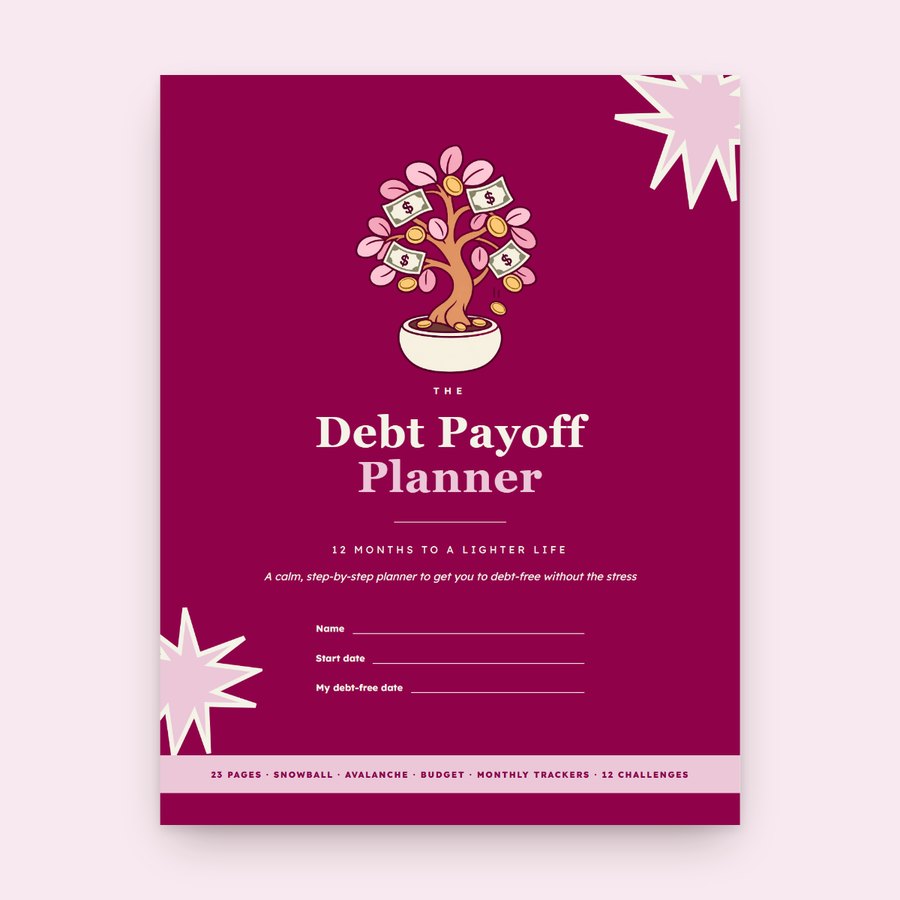 $ $
$ $
THE
Debt Payoff
Planner
12 MONTHS TO A LIGHTER LIFE
A calm, step-by-step planner to get you to debt-free without the stress
Name
Start date
My debt-free date
23 PAGES · SNOWBALL · AVALANCHE · BUDGET · MONTHLY TRACKERS · 12 CHALLENGES